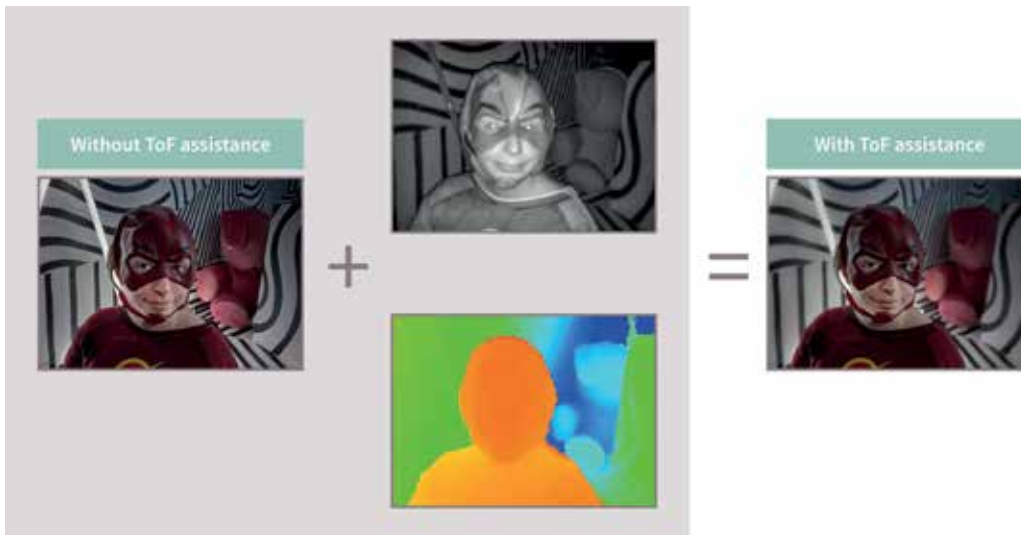 Without ToF assistance
With ToF assistance
+
=